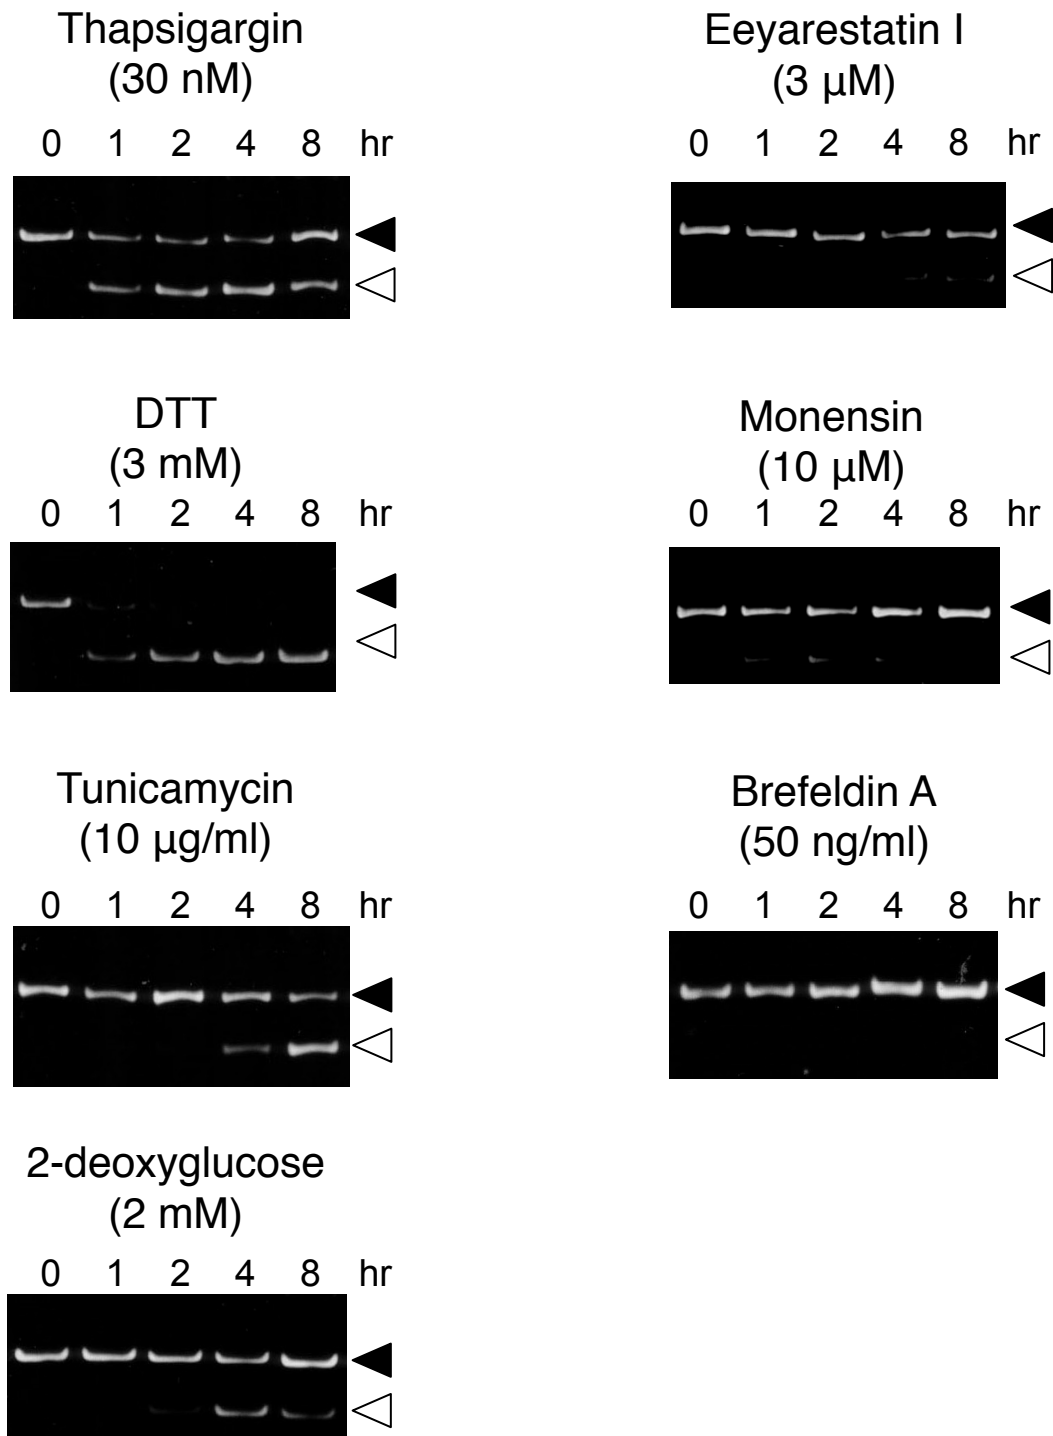 Thapsigargin
(30 nM)
0 1 2 4 8 hr
Eeyarestatin I
(3 µM)
0 1 2 4 8 hr
DTT
(3 mM)
0 1 2 4 8 hr
Monensin
(10 µM)
0 1 2 4 8 hr
Tunicamycin
(10 µg/ml)
0 1 2 4 8 hr
Brefeldin A
(50 ng/ml)
0 1 2 4 8 hr
2-deoxyglucose
(2 mM)
0 1 2 4 8 hr